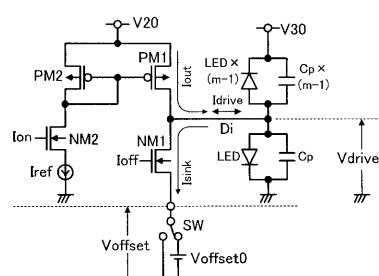 V20
V30
PM2
PM1
LED×
(m-1)
Cp×
(m-1)
Iout
Idrive
Di
Ion
NM2
NM1
Ioff
Iref
Isink
LED
Cp
Vdrive
SW
Voffset
Voffset0